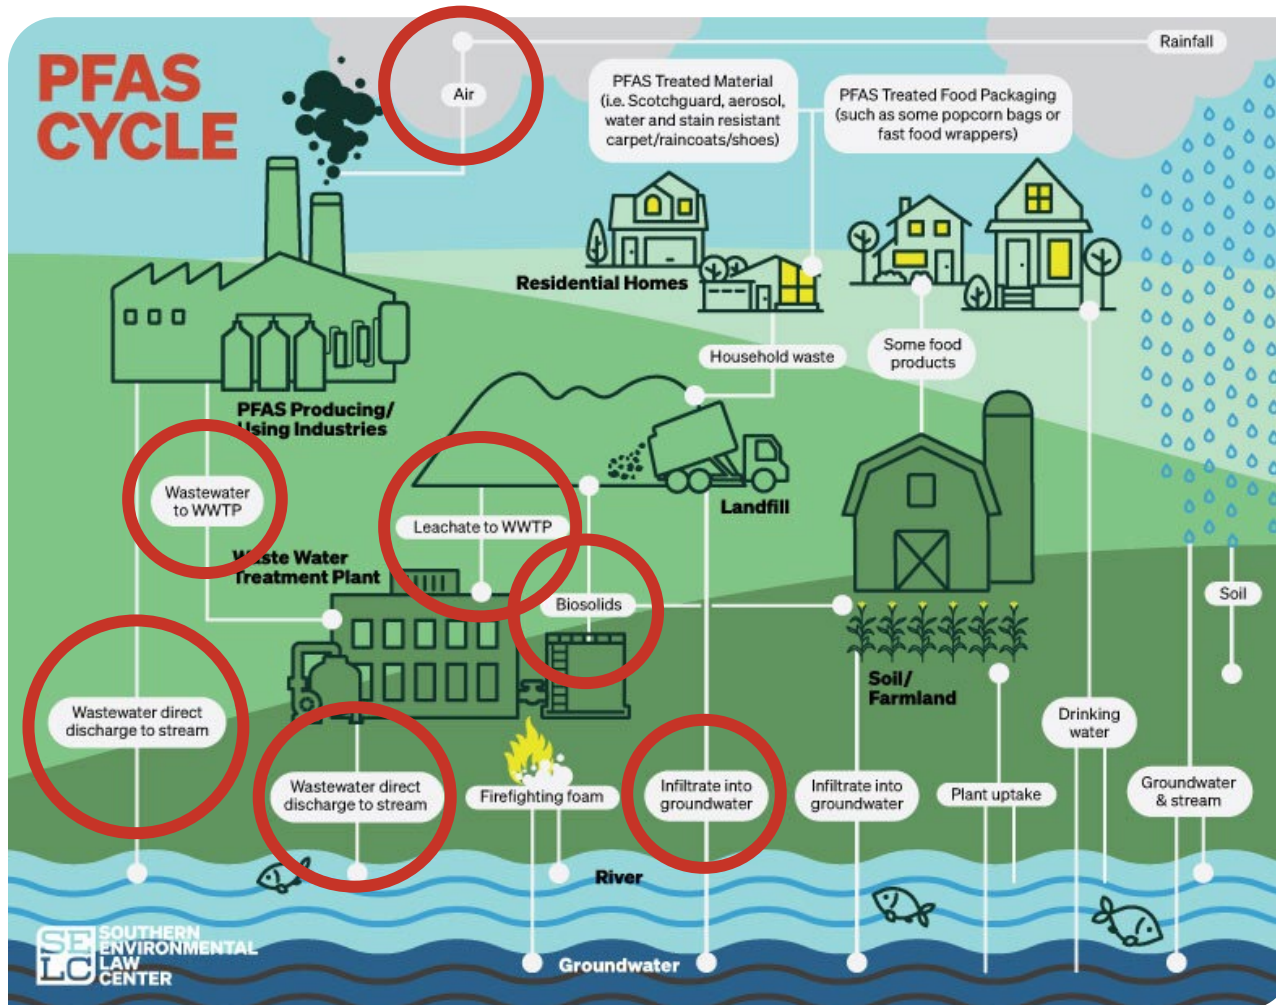 PFAS
CYCLE
Air
Rainfall
PFAS Treated Material
(i.e. Scotchguard, aerosol,
water and stain resistant
carpet/raincoats/shoes)
PFAS Treated Food Packaging
(such as some popcorn bags or
fast food wrappers)
Residential Homes
Household waste
Some food
products
PFAS Producing/
Using Industries
Wastewater
to WWTP
Leachate to WWTP
Landfill
Waste Water
Treatment Plant
Biosolids
Soil
Soil/
Farmland
Wastewater direct
discharge to stream
Drinking
water
Wastewater direct
discharge to stream
Firefighting foam
Infiltrate into
groundwater
Infiltrate into
groundwater
Plant uptake
Groundwater
& stream
River
SE
LC
SOUTHERN
ENVIRONMENTAL
LAW
CENTER
Groundwater